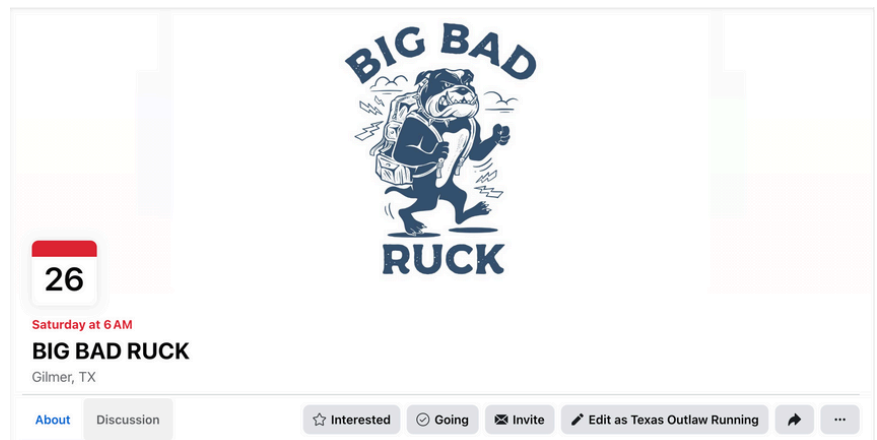 BIG BAD
RUCK
26
Saturday at 6 AM
BIG BAD RUCK
Gilmer, TX
About Discussion Interested Going Invite Edit as Texas Outlaw Running